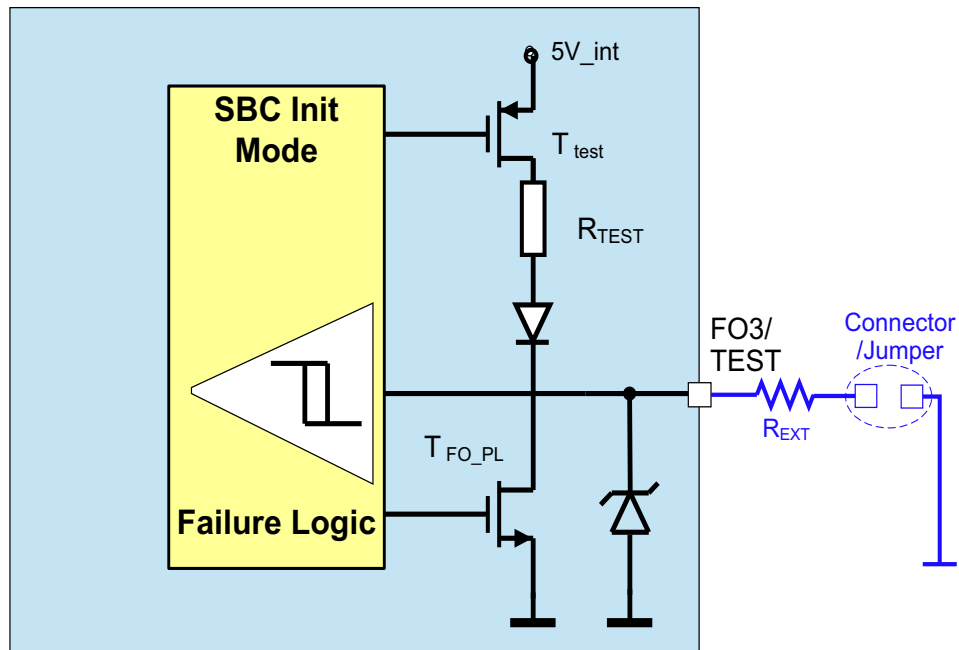 5V_int
SBC Init
Mode
T test
RTEST
FO3/
TEST
Connector
/Jumper
REXT
T FO_PL
Failure Logic